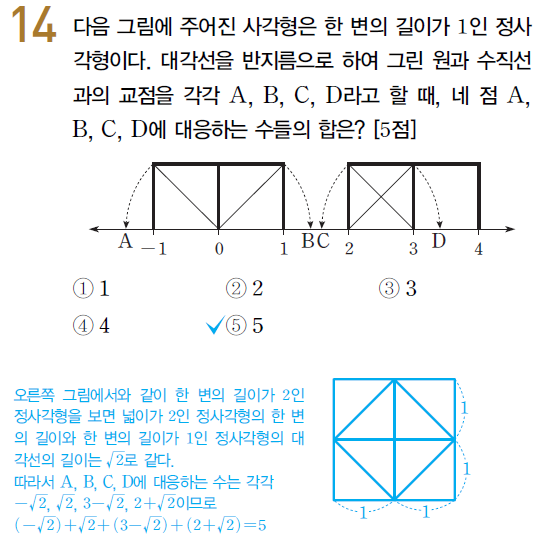 14 다음 그림에 주어진 사각형은 한 변의 길이가 1인 정사
각형이다. 대각선을 반지름으로 하여 그린 원과 수직선
과의 교점을 각각 A, B, C, D라고 할 때, 네 점 A,
B, C, D에 대응하는 수들의 합은? [5점]
A -1 0 1 B C 2 3 D 4
① 1 ② 2 ③ 3
④ 4 ⑤ 5
오른쪽 그림에서와 같이 한 변의 길이가 2인
정사각형을 보면 넓이가 2인 정사각형의 한 변
의 길이와 한 변의 길이가 1인 정사각형의 대
각선의 길이는 √2로 같다.
따라서 A, B, C, D에 대응하는 수는 각각
-√2, √2, 3-√2, 2+√2이므로
(-√2)+√2+(3-√2)+(2+√2)=5
1
1
1 1